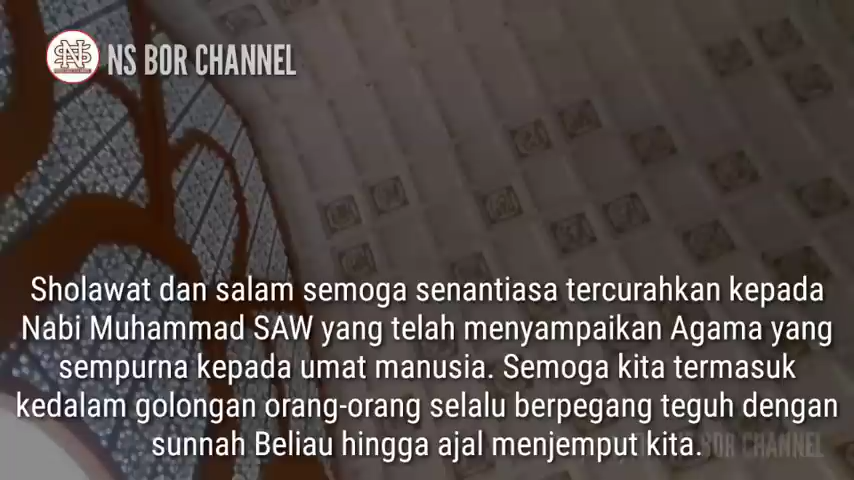 NS BOR CHANNEL
Sholawat dan salam semoga senantiasa tercurahkan kepada
Nabi Muhammad SAW yang telah menyampaikan Agama yang
sempurna kepada umat manusia. Semoga kita termasuk
kedalam golongan orang-orang selalu berpegang teguh dengan
sunnah Beliau hingga ajal menjemput kita.
BOR CHANNEL